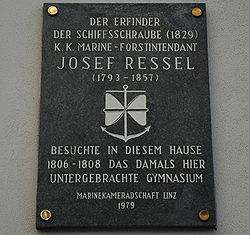 DER ERFINDER
DER SCHIFFSSCHRAUBE (1829)
K. K. MARINE - FORSTINTENDANT
JOSEF RESSEL
(1793 - 1857)
BESUCHTE IN DIESEM HAUSE
1806 - 1808 DAS DAMALS HIER
UNTERGEBRACHTE GYMNASIUM
MARINEKAMERADSCHAFT LINZ
1979